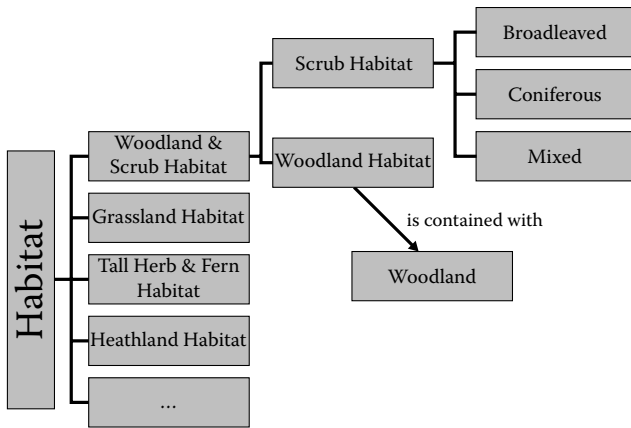 Habitat
Woodland &
Scrub Habitat
Grassland Habitat
Tall Herb & Fern
Habitat
Heathland Habitat
...
Scrub Habitat
Woodland Habitat
Broadleaved
Coniferous
Mixed
is contained with
Woodland